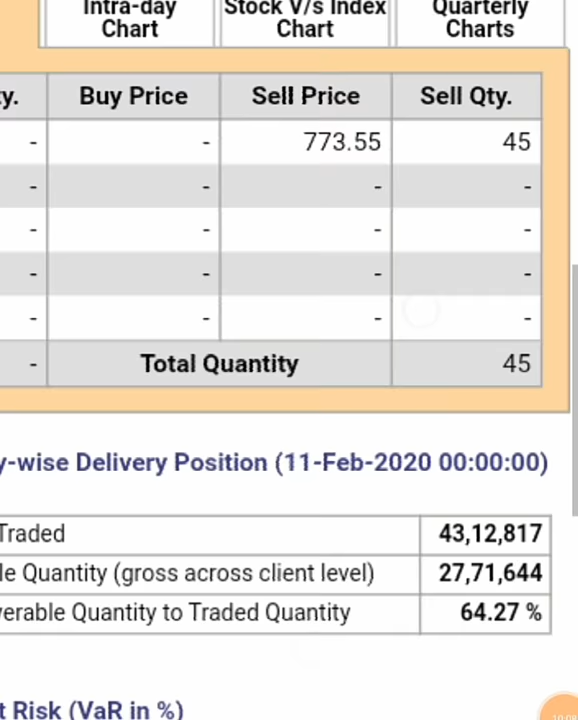 Intra-day Stock V/s Index Quarterly
Chart Chart Charts
ty. Buy Price Sell Price Sell Qty.
- - 773.55 45
- - - -
- - - -
- - - -
- - - -
- Total Quantity 45
y-wise Delivery Position (11-Feb-2020 00:00:00)
Traded 43,12,817
le Quantity (gross across client level) 27,71,644
verable Quantity to Traded Quantity 64.27 %
t Risk (VaR in %)